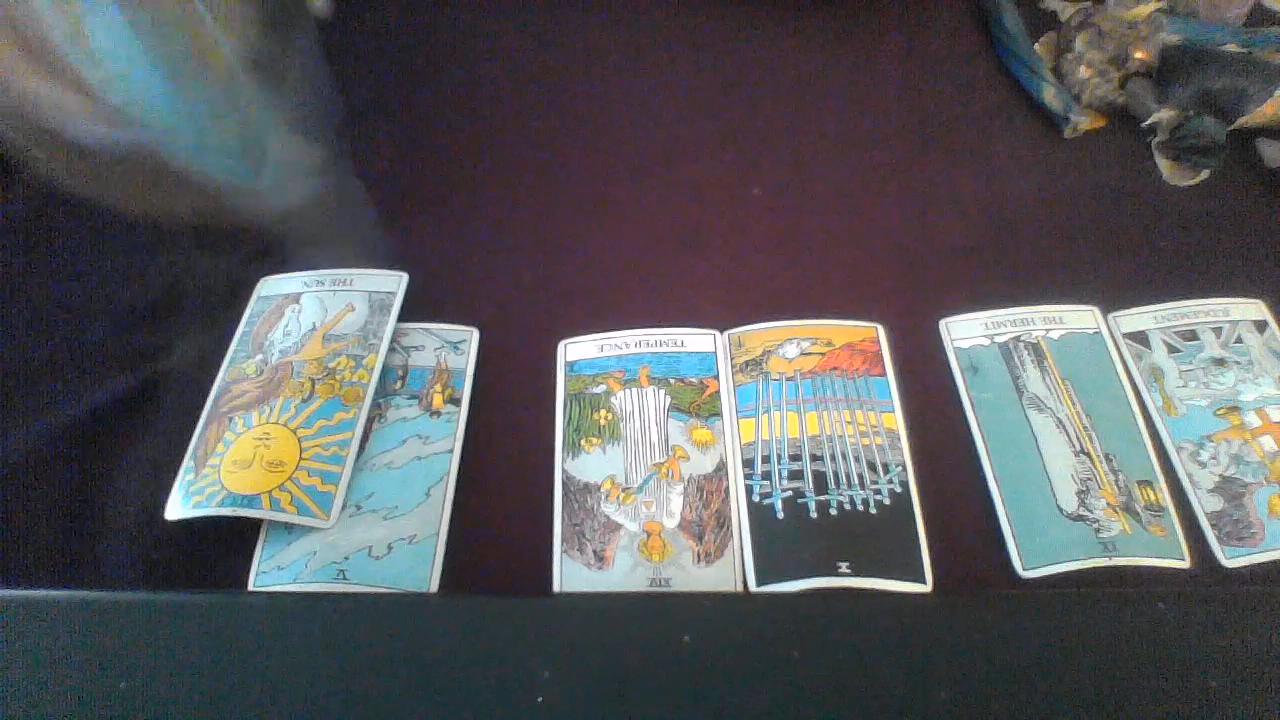 THE SUN.
V
TEMPERANCE.
XIV
X
THE HERMIT.
IX
JUDGEMENT.